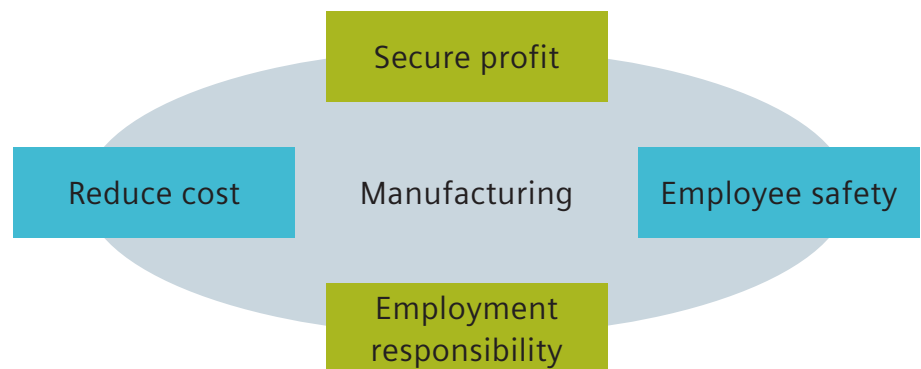 Secure profit
Reduce cost
Manufacturing
Employee safety
Employment
responsibility